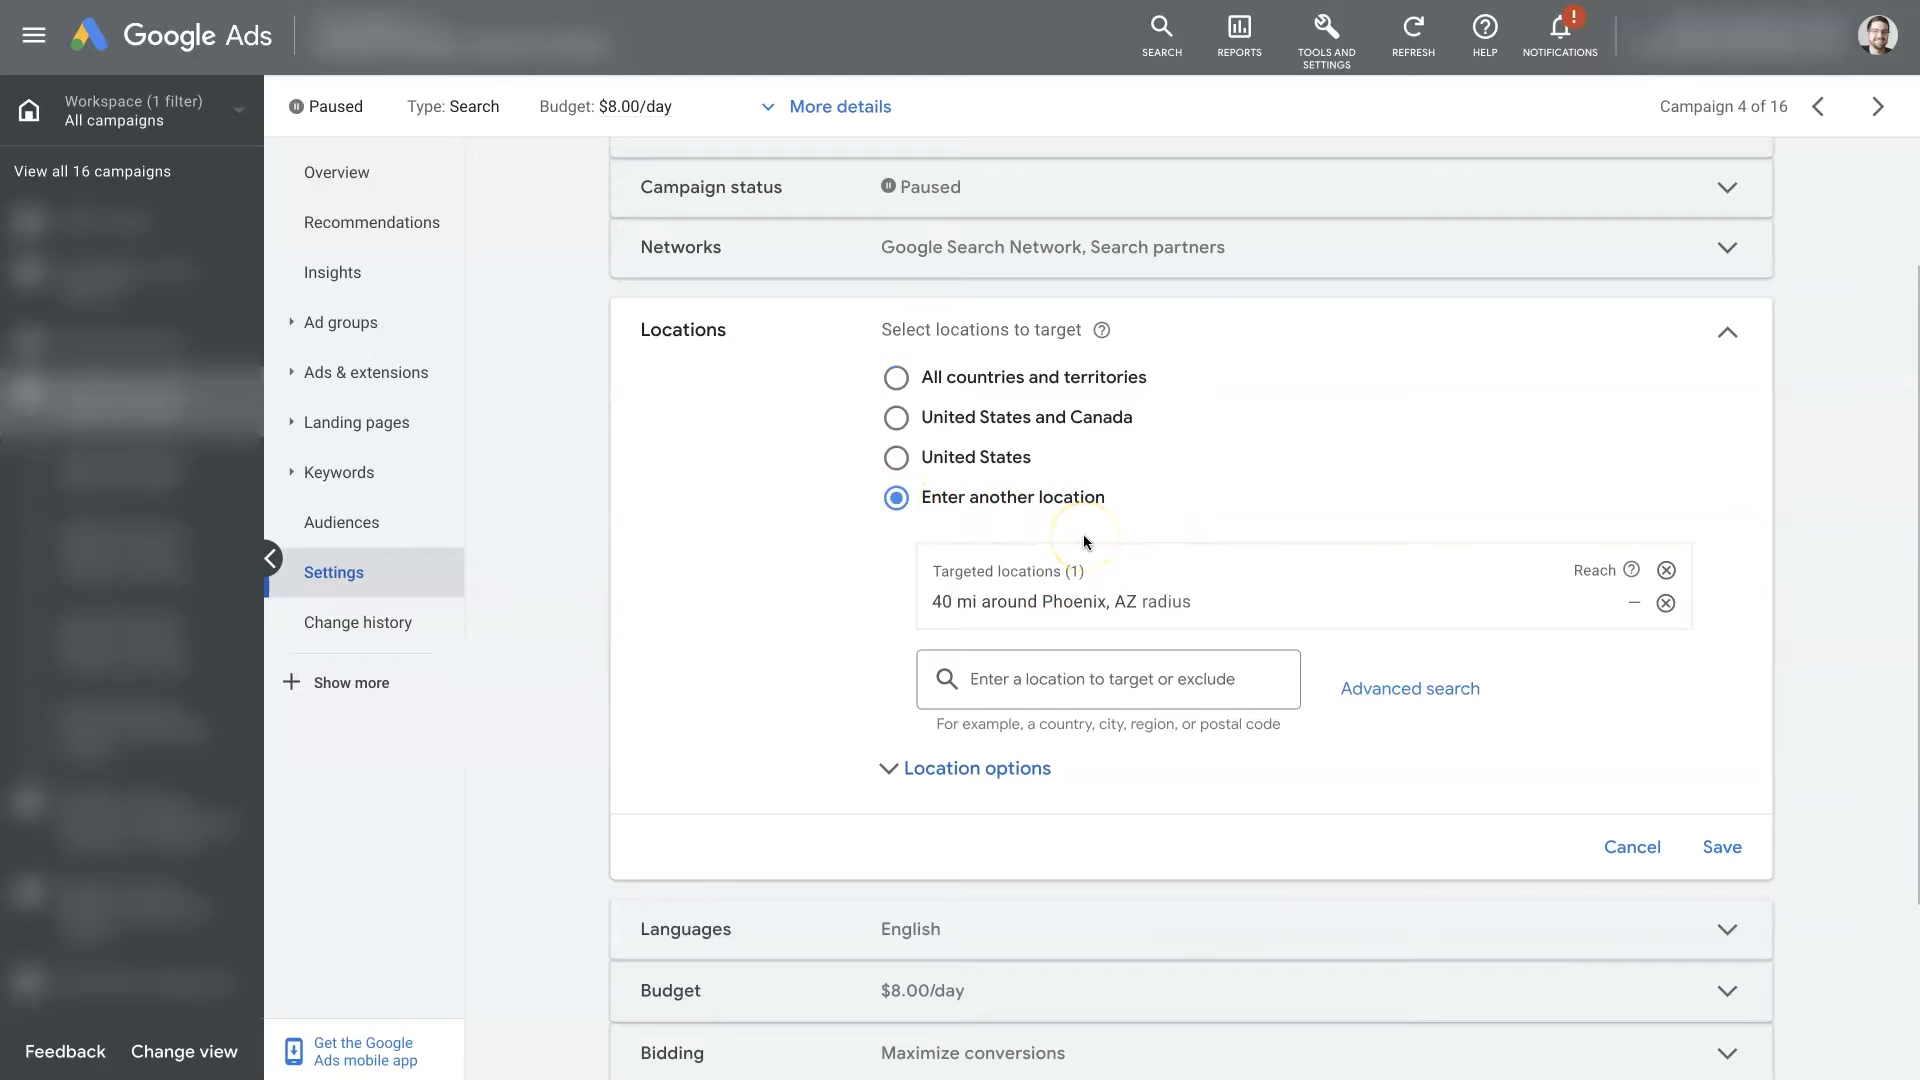 Google Ads
SEARCH
REPORTS
TOOLS AND
SETTINGS
REFRESH
HELP
!
NOTIFICATIONS
Workspace (1 filter)
All campaigns
Paused
Type: Search
Budget: $8.00/day
More details
Campaign 4 of 16
View all 16 campaigns
Overview
Recommendations
Insights
Ad groups
Ads & extensions
Landing pages
Keywords
Audiences
Settings
Change history
Show more
Get the Google
Ads mobile app
Feedback
Change view
Campaign status
Paused
Networks
Google Search Network, Search partners
Locations
Select locations to target
All countries and territories
United States and Canada
United States
Enter another location
Targeted locations (1)
Reach
40 mi around Phoenix, AZ radius
–
Enter a location to target or exclude
Advanced search
For example, a country, city, region, or postal code
Location options
Cancel
Save
Languages
English
Budget
$8.00/day
Bidding
Maximize conversions